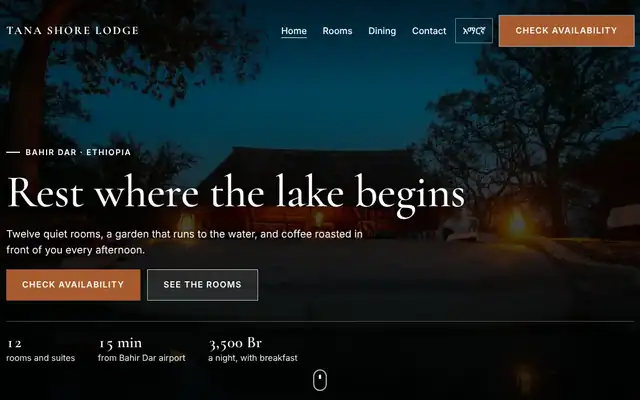 TANA SHORE LODGE
Home Rooms Dining Contact አማርኛ CHECK AVAILABILITY
BAHIR DAR · ETHIOPIA
Rest where the lake begins
Twelve quiet rooms, a garden that runs to the water, and coffee roasted in
front of you every afternoon.
CHECK AVAILABILITY SEE THE ROOMS
12 15 min 3,500 Br
rooms and suites from Bahir Dar airport a night, with breakfast